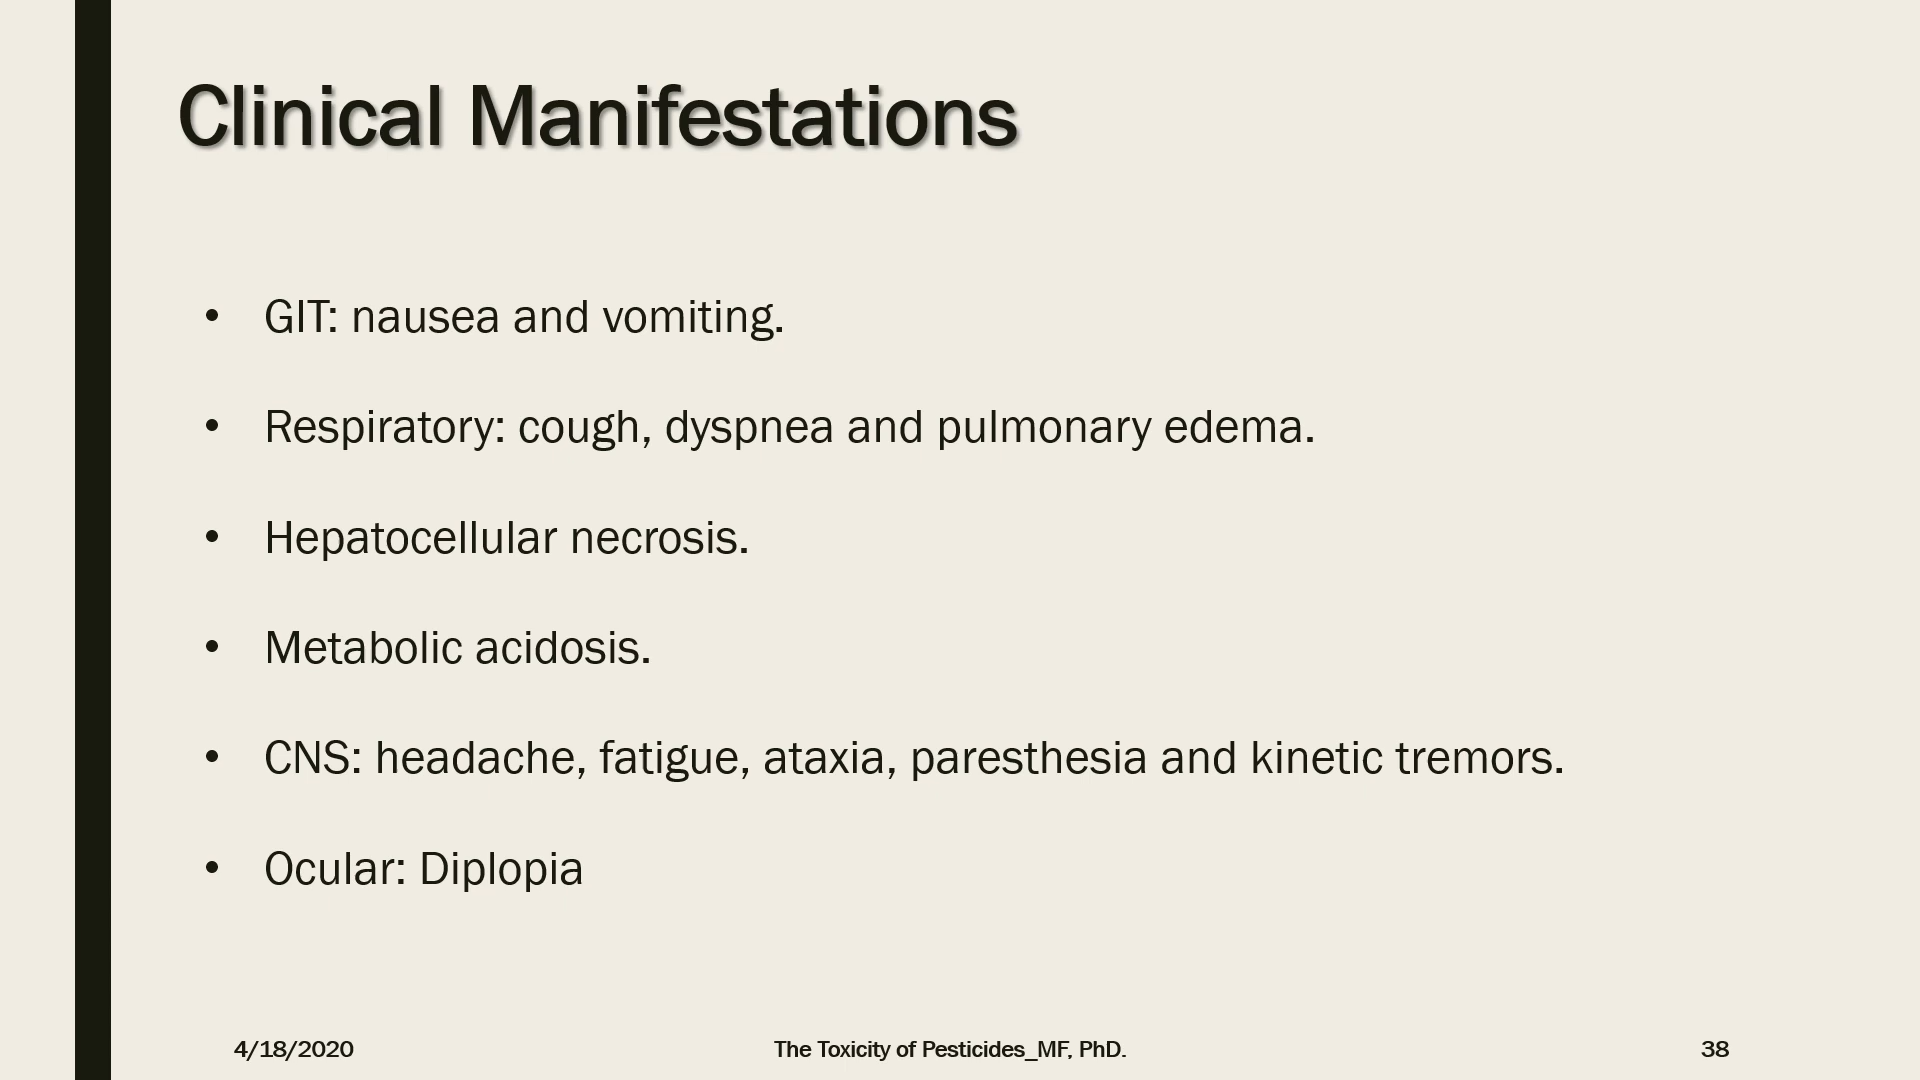 Clinical Manifestations
• GIT: nausea and vomiting.
• Respiratory: cough, dyspnea and pulmonary edema.
• Hepatocellular necrosis.
• Metabolic acidosis.
• CNS: headache, fatigue, ataxia, paresthesia and kinetic tremors.
• Ocular: Diplopia
4/18/2020 The Toxicity of Pesticides_MF, PhD. 38